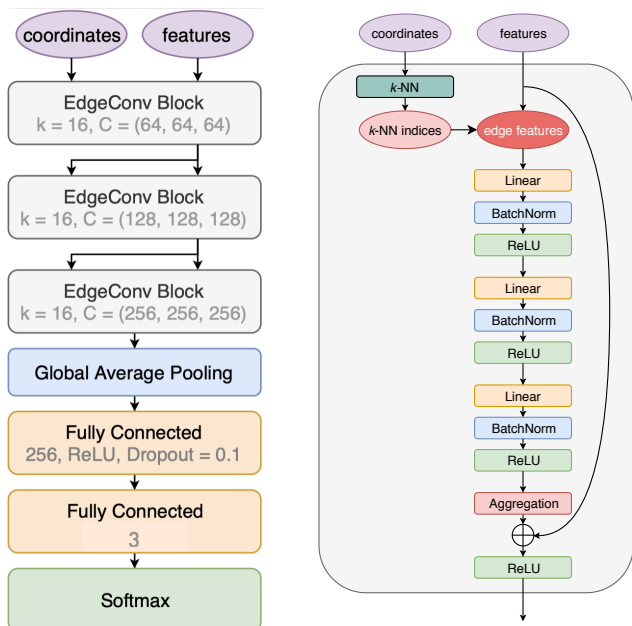 coordinates
features
EdgeConv Block
k = 16, C = (64, 64, 64)
EdgeConv Block
k = 16, C = (128, 128, 128)
EdgeConv Block
k = 16, C = (256, 256, 256)
Global Average Pooling
Fully Connected
256, ReLU, Dropout = 0.1
Fully Connected
3
Softmax
coordinates
features
k-NN
k-NN indices
edge features
Linear
BatchNorm
ReLU
Linear
BatchNorm
ReLU
Linear
BatchNorm
ReLU
Aggregation
ReLU